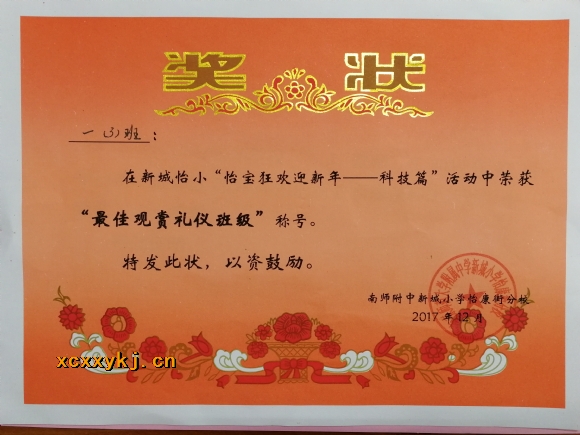 奖状
一（3）班：
在新城怡小“怡宝狂欢迎新年——科技篇”活动中荣获
“最佳观赏礼仪班级”称号。
特发此状，以资鼓励。
南师附中新城小学怡康街分校
2017年12月
xcxxykj.cn